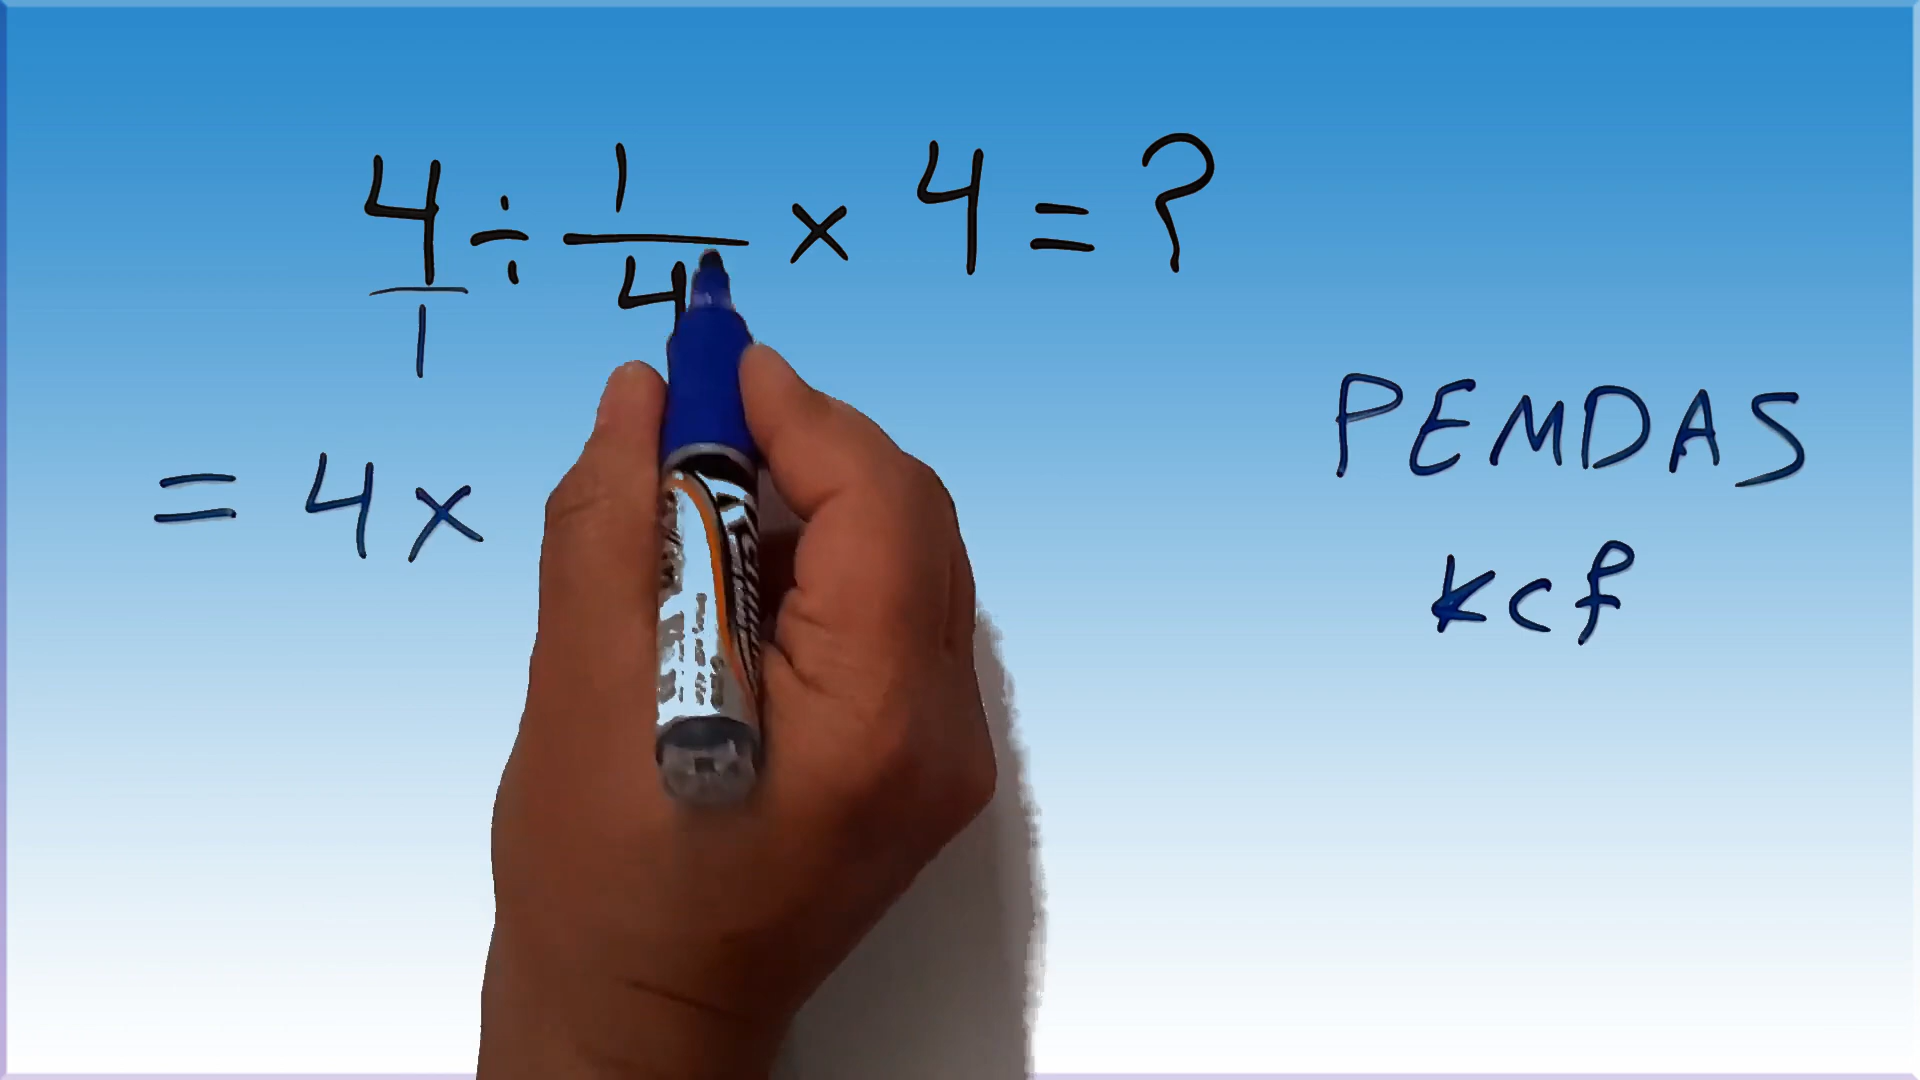 4 ÷ 1/4 × 4 = ?
1
= 4 ×
PEMDAS
kcf